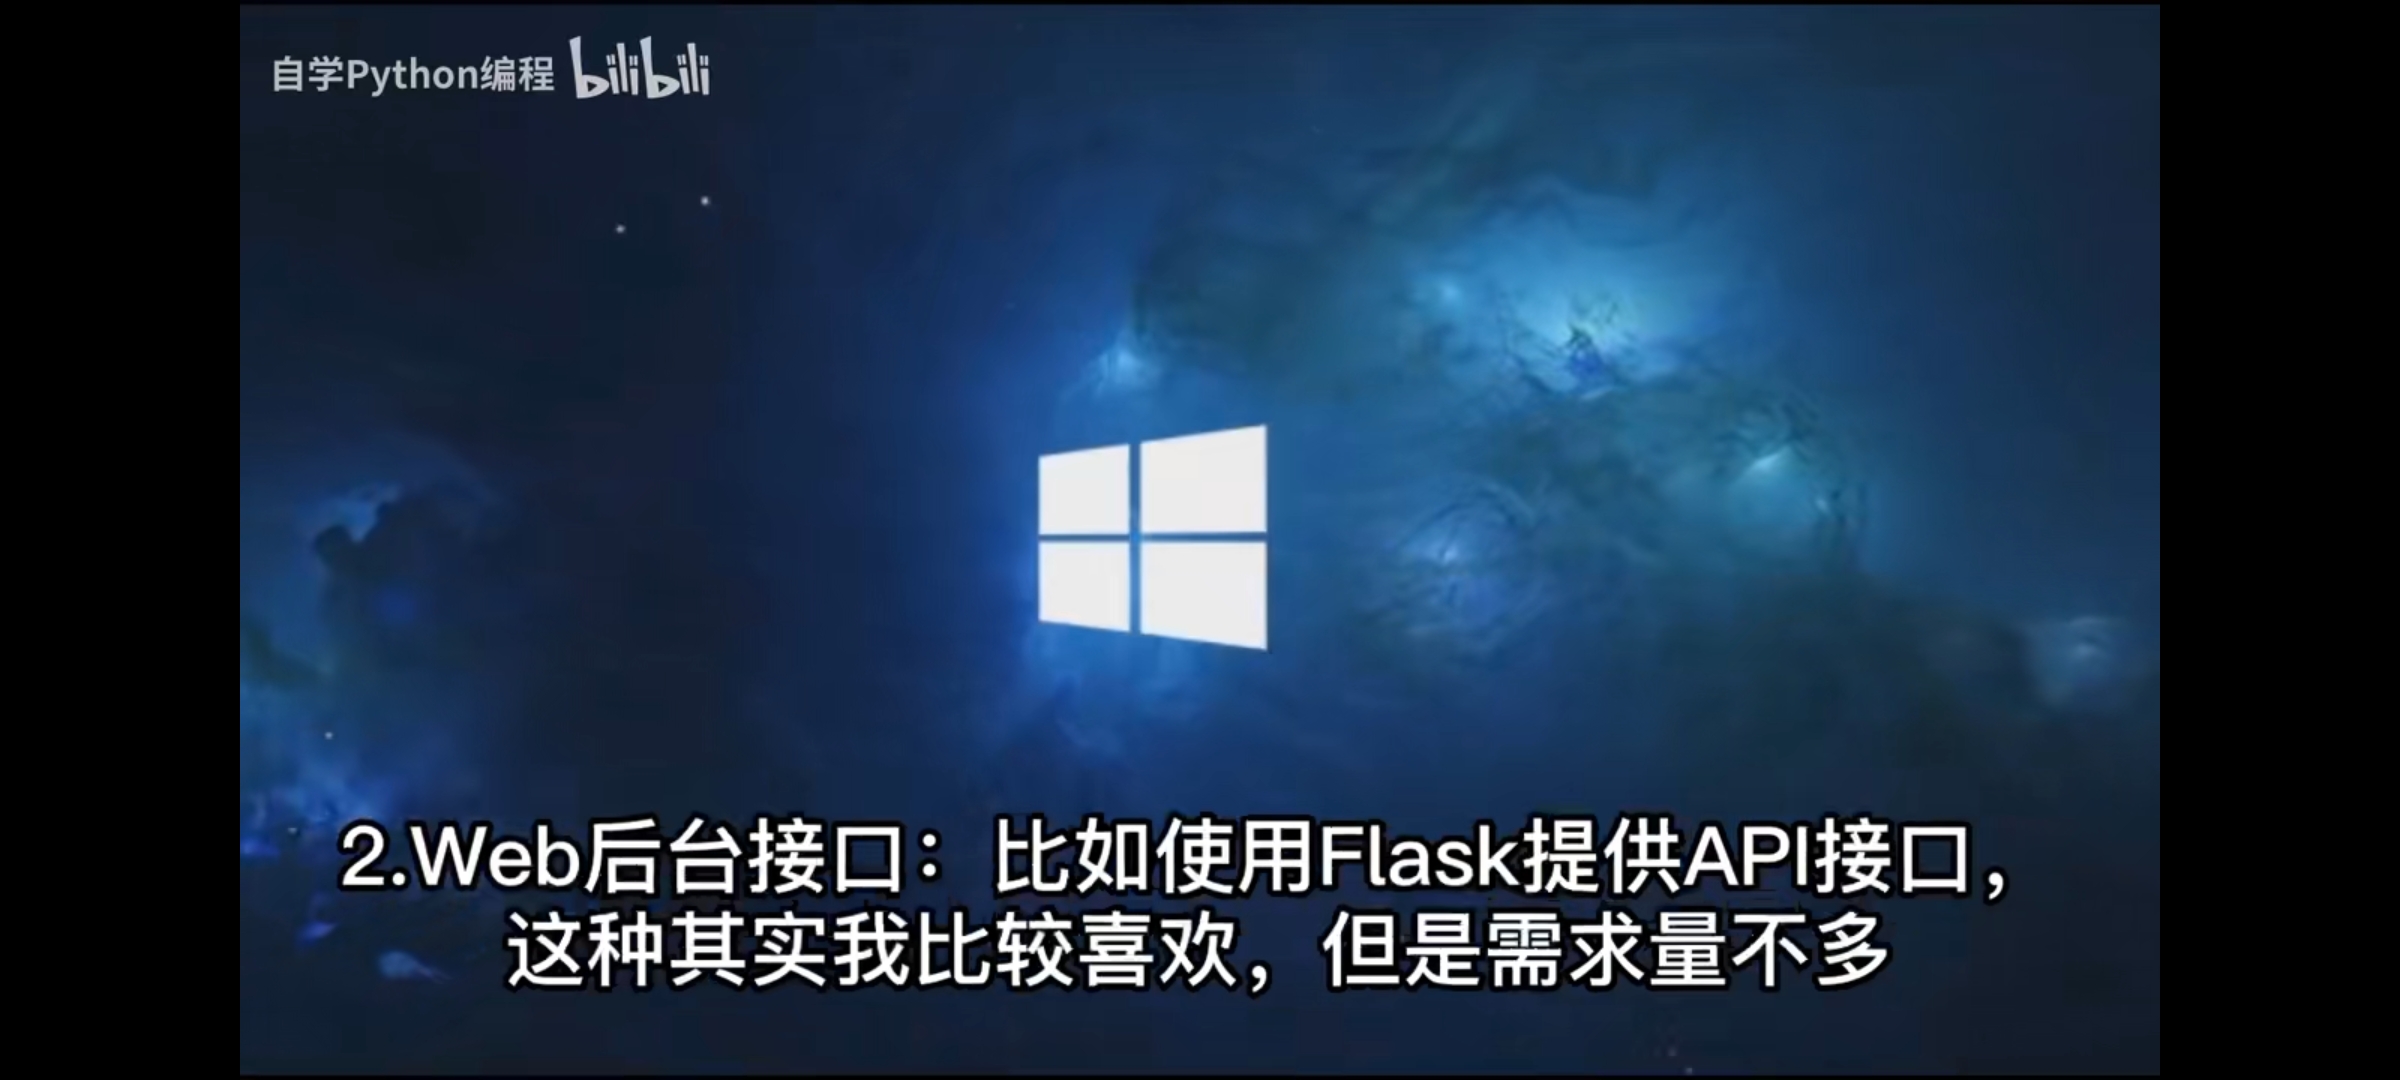 自学Python编程 bilibili
2.Web后台接口：比如使用Flask提供API接口，
这种其实我比较喜欢，但是需求量不多